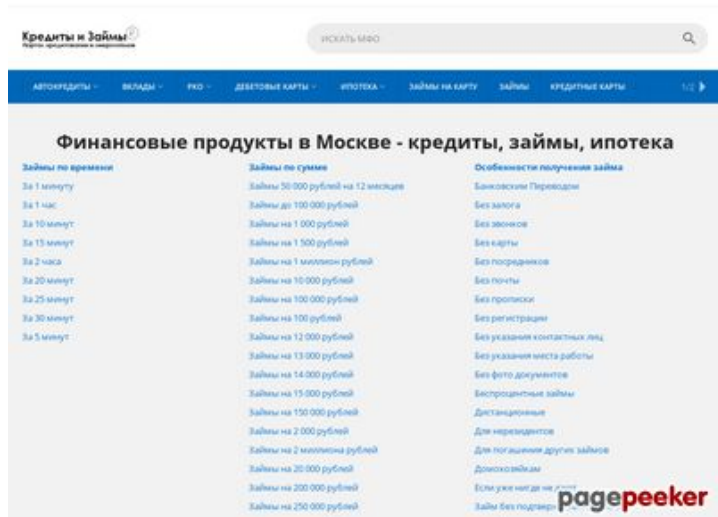 Кредиты и Займы
Портал кредитования и микрозаймов
ИСКАТЬ МФО
АВТОКРЕДИТЫ
ВКЛАДЫ
РКО
ДЕБЕТОВЫЕ КАРТЫ
ИПОТЕКА
ЗАЙМЫ НА КАРТУ
ЗАЙМЫ
КРЕДИТНЫЕ КАРТЫ
1/2
Финансовые продукты в Москве - кредиты, займы, ипотека
Займы по времени
За 1 минуту
За 1 час
За 10 минут
За 15 минут
За 2 часа
За 20 минут
За 25 минут
За 30 минут
За 5 минут
Займы по сумме
Займы 50 000 рублей на 12 месяцев
Займы до 100 000 рублей
Займы на 1 000 рублей
Займы на 1 500 рублей
Займы на 1 миллион рублей
Займы на 10 000 рублей
Займы на 100 000 рублей
Займы на 100 рублей
Займы на 12 000 рублей
Займы на 13 000 рублей
Займы на 14 000 рублей
Займы на 15 000 рублей
Займы на 150 000 рублей
Займы на 2 000 рублей
Займы на 2 миллиона рублей
Займы на 20 000 рублей
Займы на 200 000 рублей
Займы на 250 000 рублей
Особенности получения займа
Банковским Переводом
Без залога
Без звонков
Без карты
Без посредников
Без почты
Без прописки
Без регистрации
Без указания контактных лиц
Без указания места работы
Без фото документов
Беспроцентные займы
Дистанционные
Для нерезидентов
Для погашения других займов
Домохозяйкам
Если уже нигде не
Займ без
pagepeeker